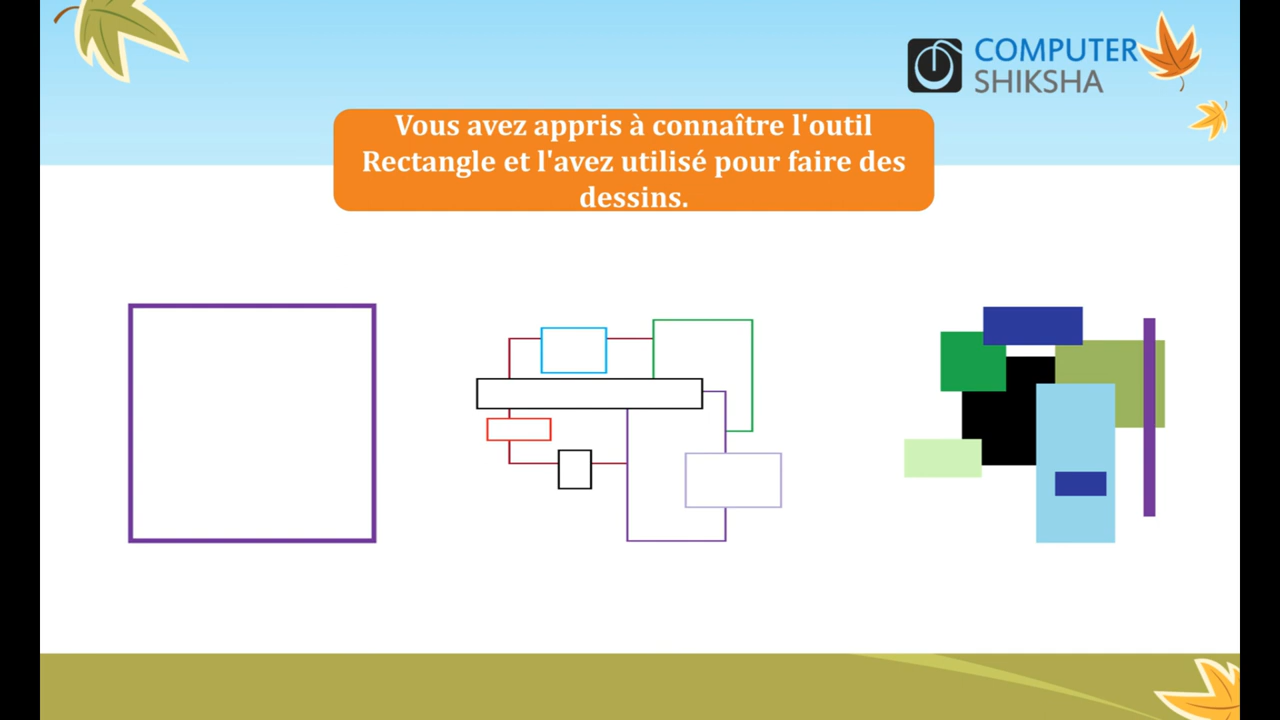 COMPUTER
SHIKSHA
Vous avez appris à connaître l'outil
Rectangle et l'avez utilisé pour faire des
dessins.